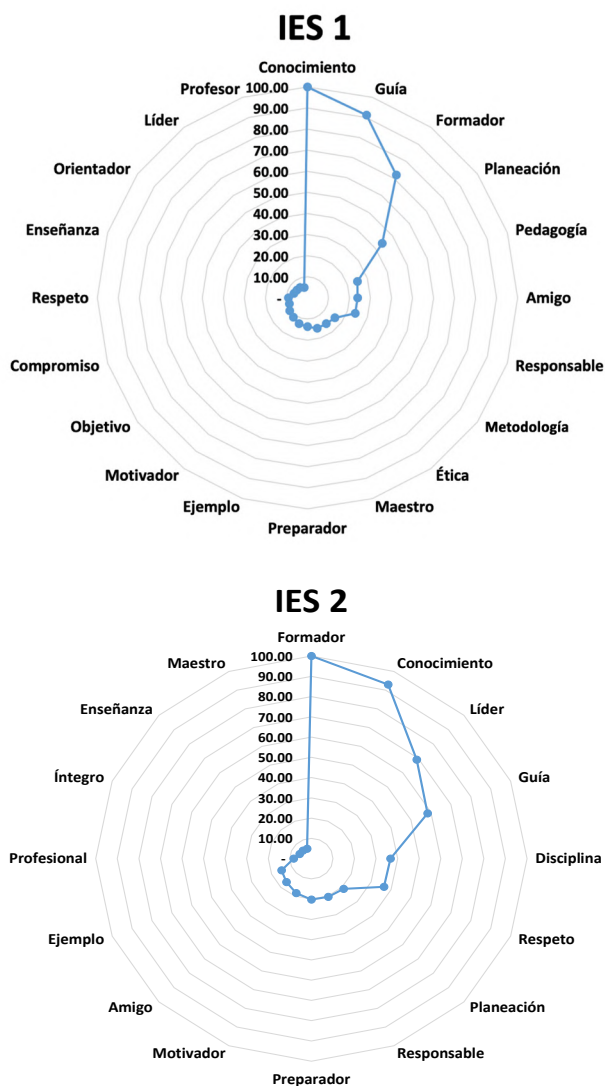 IES 1
Conocimiento
Profesor
100.00
Guía
Líder
90.00
Formador
80.00
Orientador
70.00
Planeación
60.00
50.00
Enseñanza
40.00
Pedagogía
30.00
20.00
10.00
Respeto
-
Amigo
Compromiso
Responsable
Objetivo
Metodología
Motivador
Ética
Ejemplo
Maestro
Preparador
IES 2
Formador
Maestro
100.00
Conocimiento
90.00
Enseñanza
80.00
Líder
70.00
60.00
Íntegro
50.00
Guía
40.00
30.00
20.00
10.00
Profesional
-
Disciplina
Ejemplo
Respeto
Amigo
Planeación
Motivador
Responsable
Preparador